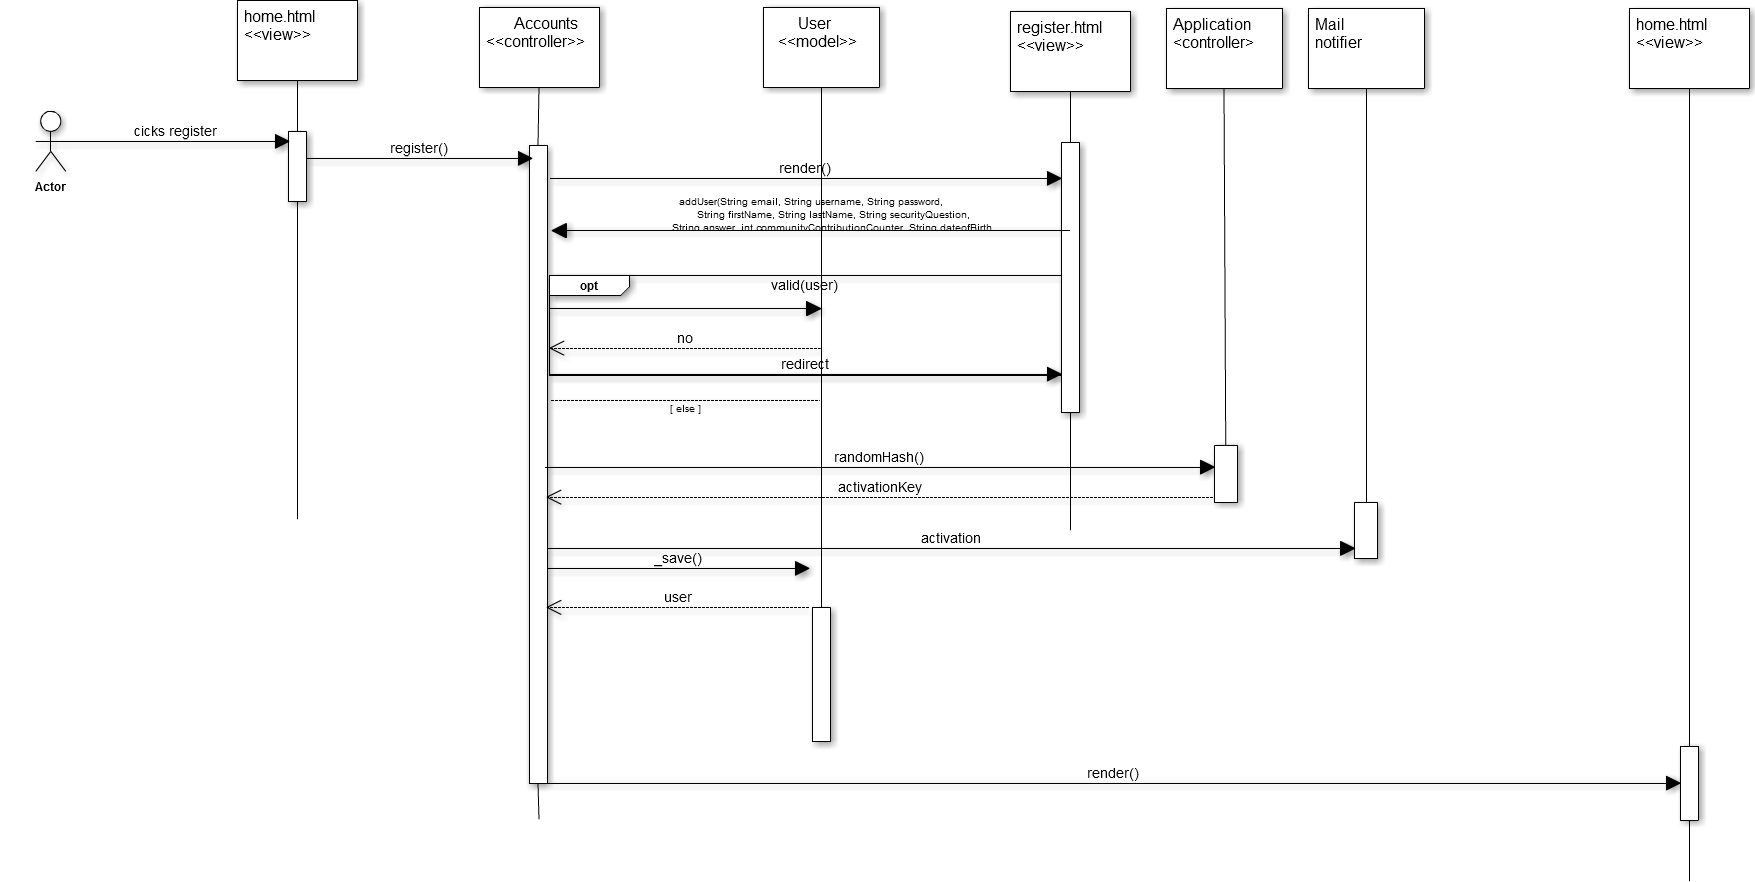 home.html
<<view>>
Accounts
<<controller>>
User
<<model>>
register.html
<<view>>
Application
<controller>
Mail
notifier
home.html
<<view>>
cicks register
Actor
register()
render()
addUser(String email, String username, String password,
String firstName, String lastName, String securityQuestion,
String answer, int communityContributionCounter, String dateofBirth
opt
valid(user)
no
redirect
[ else ]
randomHash()
activationKey
activation
_save()
user
render()